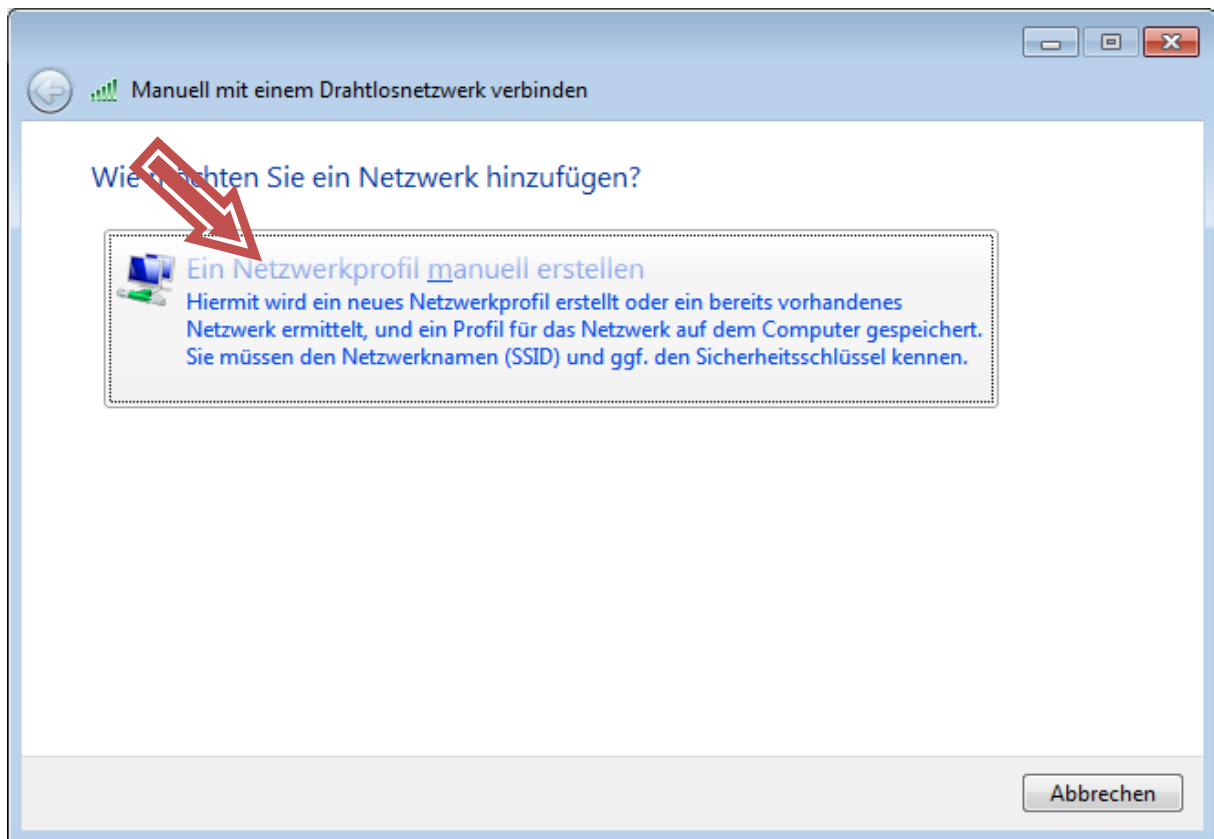 Manuell mit einem Drahtlosnetzwerk verbinden
Wie möchten Sie ein Netzwerk hinzufügen?
Ein Netzwerkprofil manuell erstellen
Hiermit wird ein neues Netzwerkprofil erstellt oder ein bereits vorhandenes
Netzwerk ermittelt, und ein Profil für das Netzwerk auf dem Computer gespeichert.
Sie müssen den Netzwerknamen (SSID) und ggf. den Sicherheitsschlüssel kennen.
Abbrechen